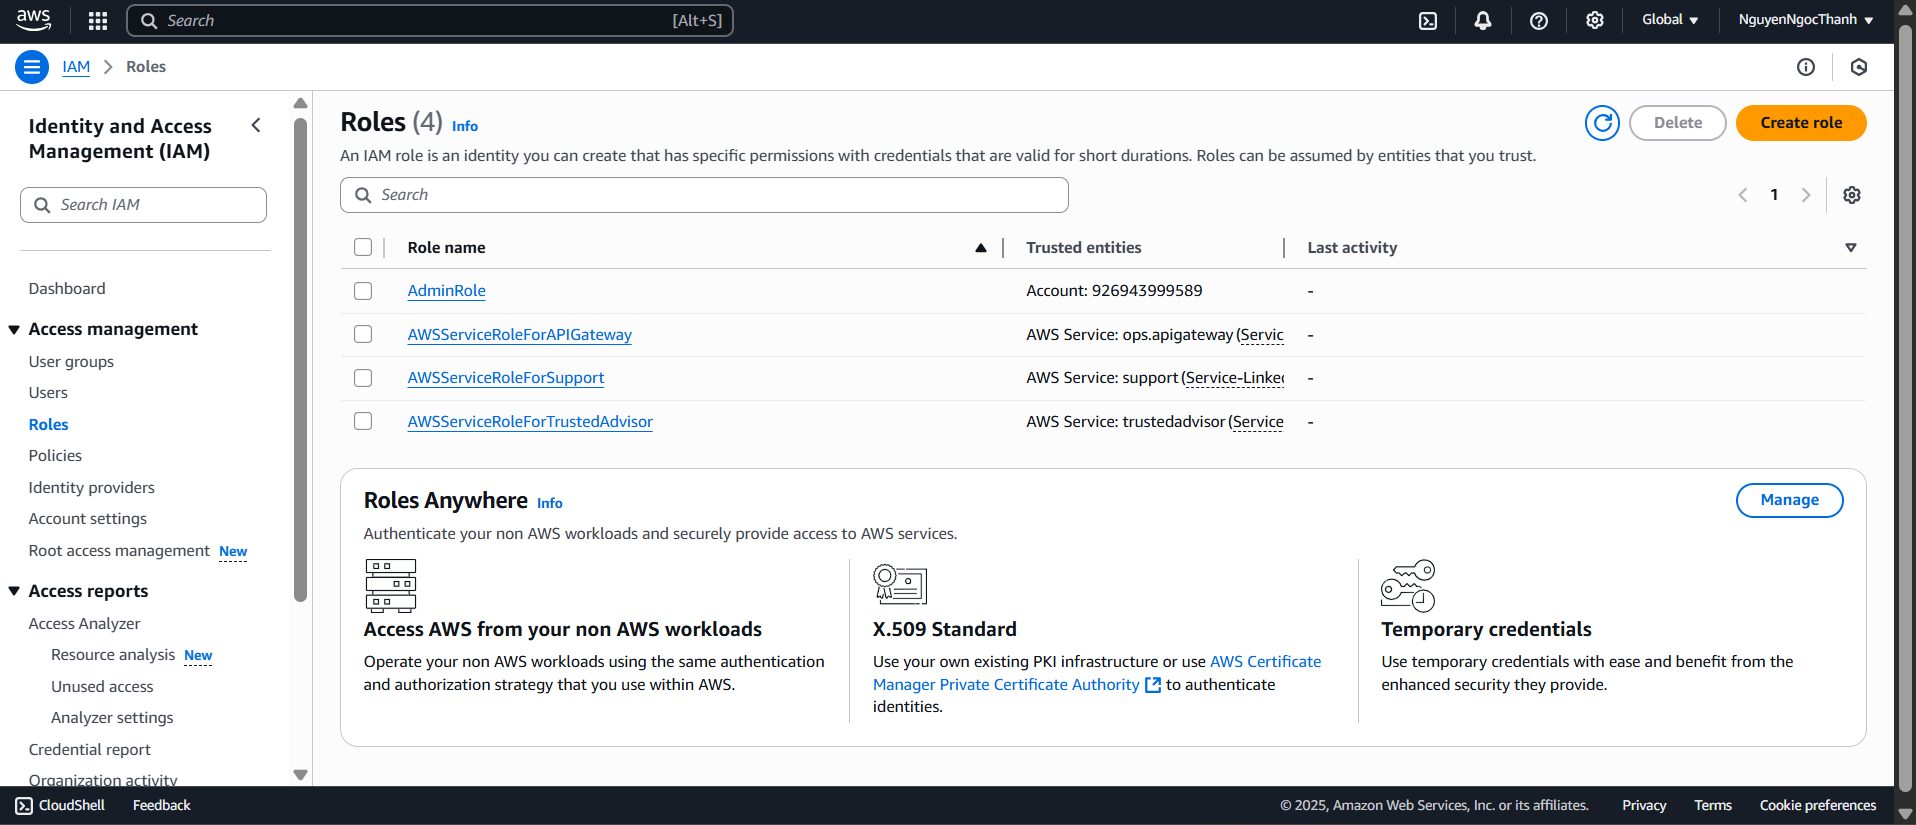 aws
Search
[Alt+S]
Global
NguyenNgocThanh
IAM
Roles
Identity and Access
Management (IAM)
Search IAM
Dashboard
Access management
User groups
Users
Roles
Policies
Identity providers
Account settings
Root access management New
Access reports
Access Analyzer
Resource analysis New
Unused access
Analyzer settings
Credential report
Organization activity
Roles (4) Info
Delete
Create role
An IAM role is an identity you can create that has specific permissions with credentials that are valid for short durations. Roles can be assumed by entities that you trust.
Search
1
Role name
Trusted entities
Last activity
AdminRole
Account: 926943999589
-
AWSServiceRoleForAPIGateway
AWS Service: ops.apigateway (Servic
-
AWSServiceRoleForSupport
AWS Service: support (Service-Linked
-
AWSServiceRoleForTrustedAdvisor
AWS Service: trustedadvisor (Service
-
Roles Anywhere Info
Manage
Authenticate your non AWS workloads and securely provide access to AWS services.
Access AWS from your non AWS workloads
Operate your non AWS workloads using the same authentication
and authorization strategy that you use within AWS.
X.509 Standard
Use your own existing PKI infrastructure or use AWS Certificate
Manager Private Certificate Authority to authenticate
identities.
Temporary credentials
Use temporary credentials with ease and benefit from the
enhanced security they provide.
CloudShell
Feedback
© 2025, Amazon Web Services, Inc. or its affiliates.
Privacy
Terms
Cookie preferences